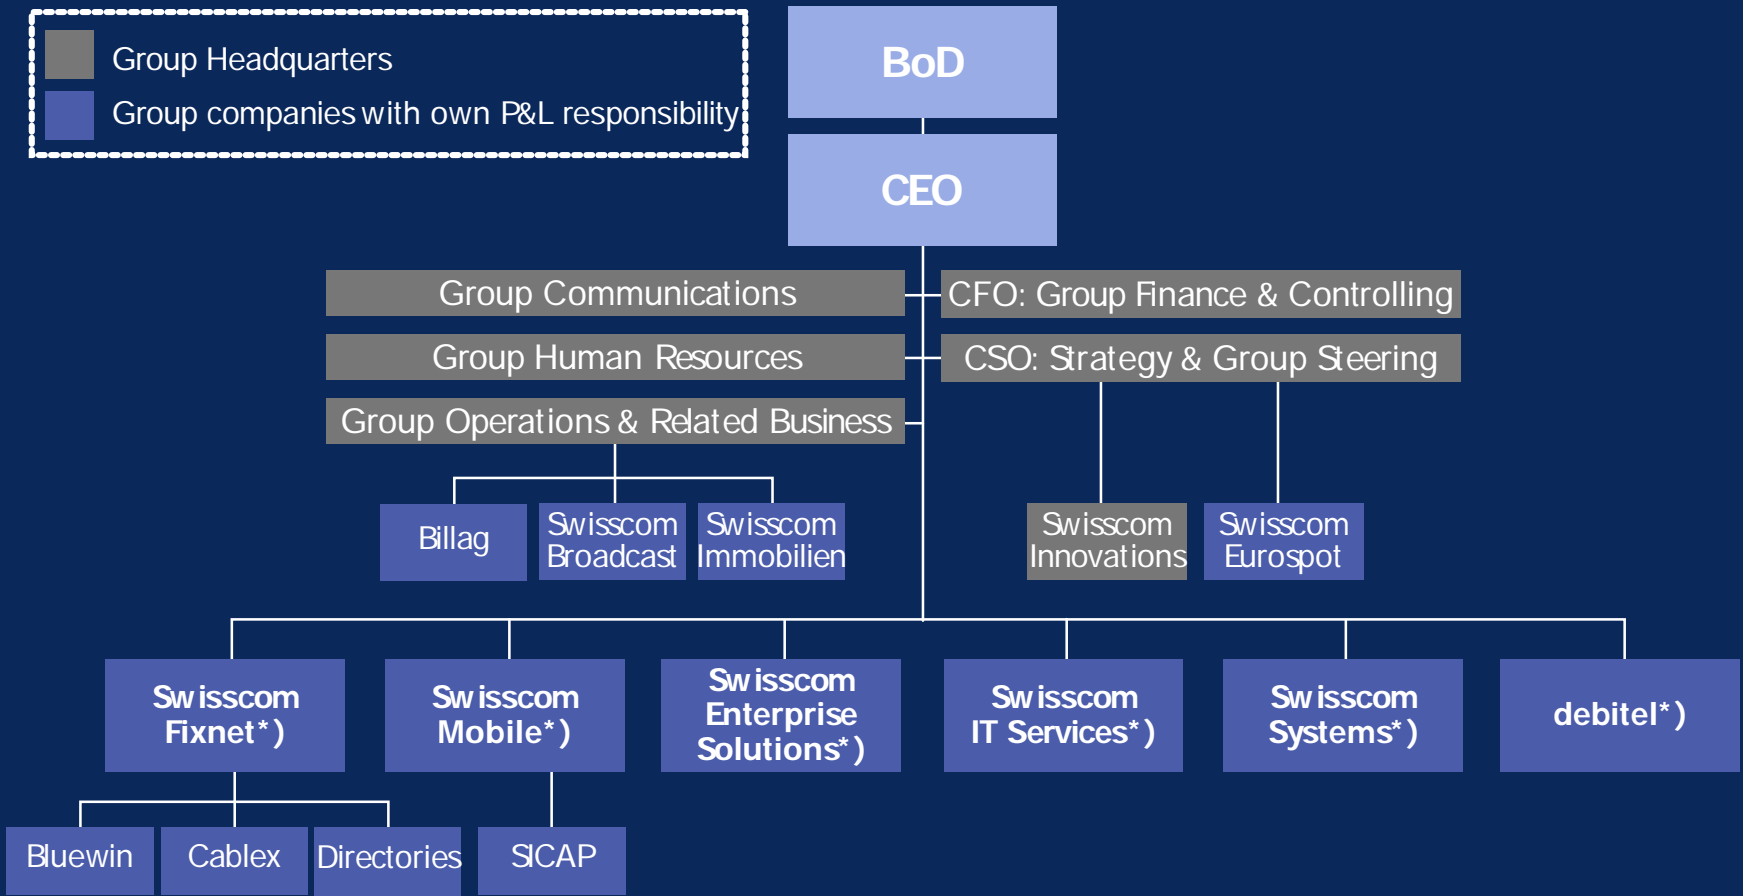 Group Headquarters
Group companies with own P&L responsibility
BoD
CEO
Group Communications
CFO: Group Finance & Controlling
Group Human Resources
CSO: Strategy & Group Steering
Group Operations & Related Business
Billag
Swisscom
Broadcast
Swisscom
Immobilien
Swisscom
Innovations
Swisscom
Eurospot
Swisscom
Fixnet*)
Swisscom
Mobile*)
Swisscom
Enterprise
Solutions*)
Swisscom
IT Services*)
Swisscom
Systems*)
debitel*)
Bluewin
Cablex
Directories
SICAP